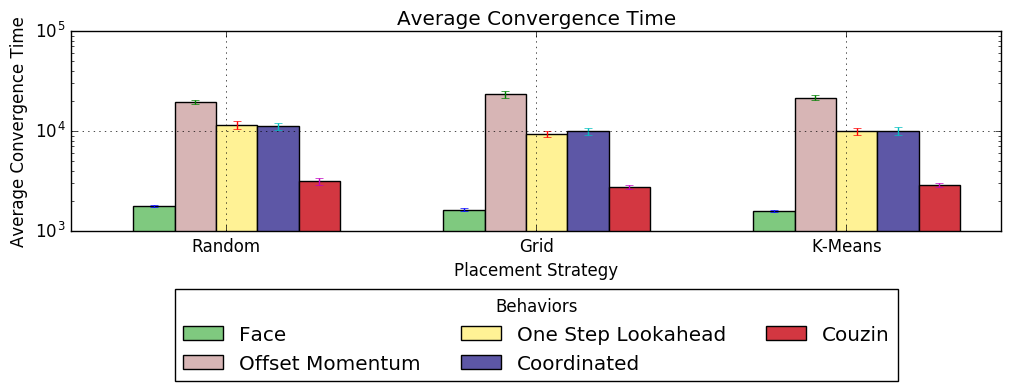 Average Convergence Time
Average Convergence Time
10^5
10^4
10^3
Random Grid K-Means
Placement Strategy
Behaviors
Face One Step Lookahead Couzin
Offset Momentum Coordinated